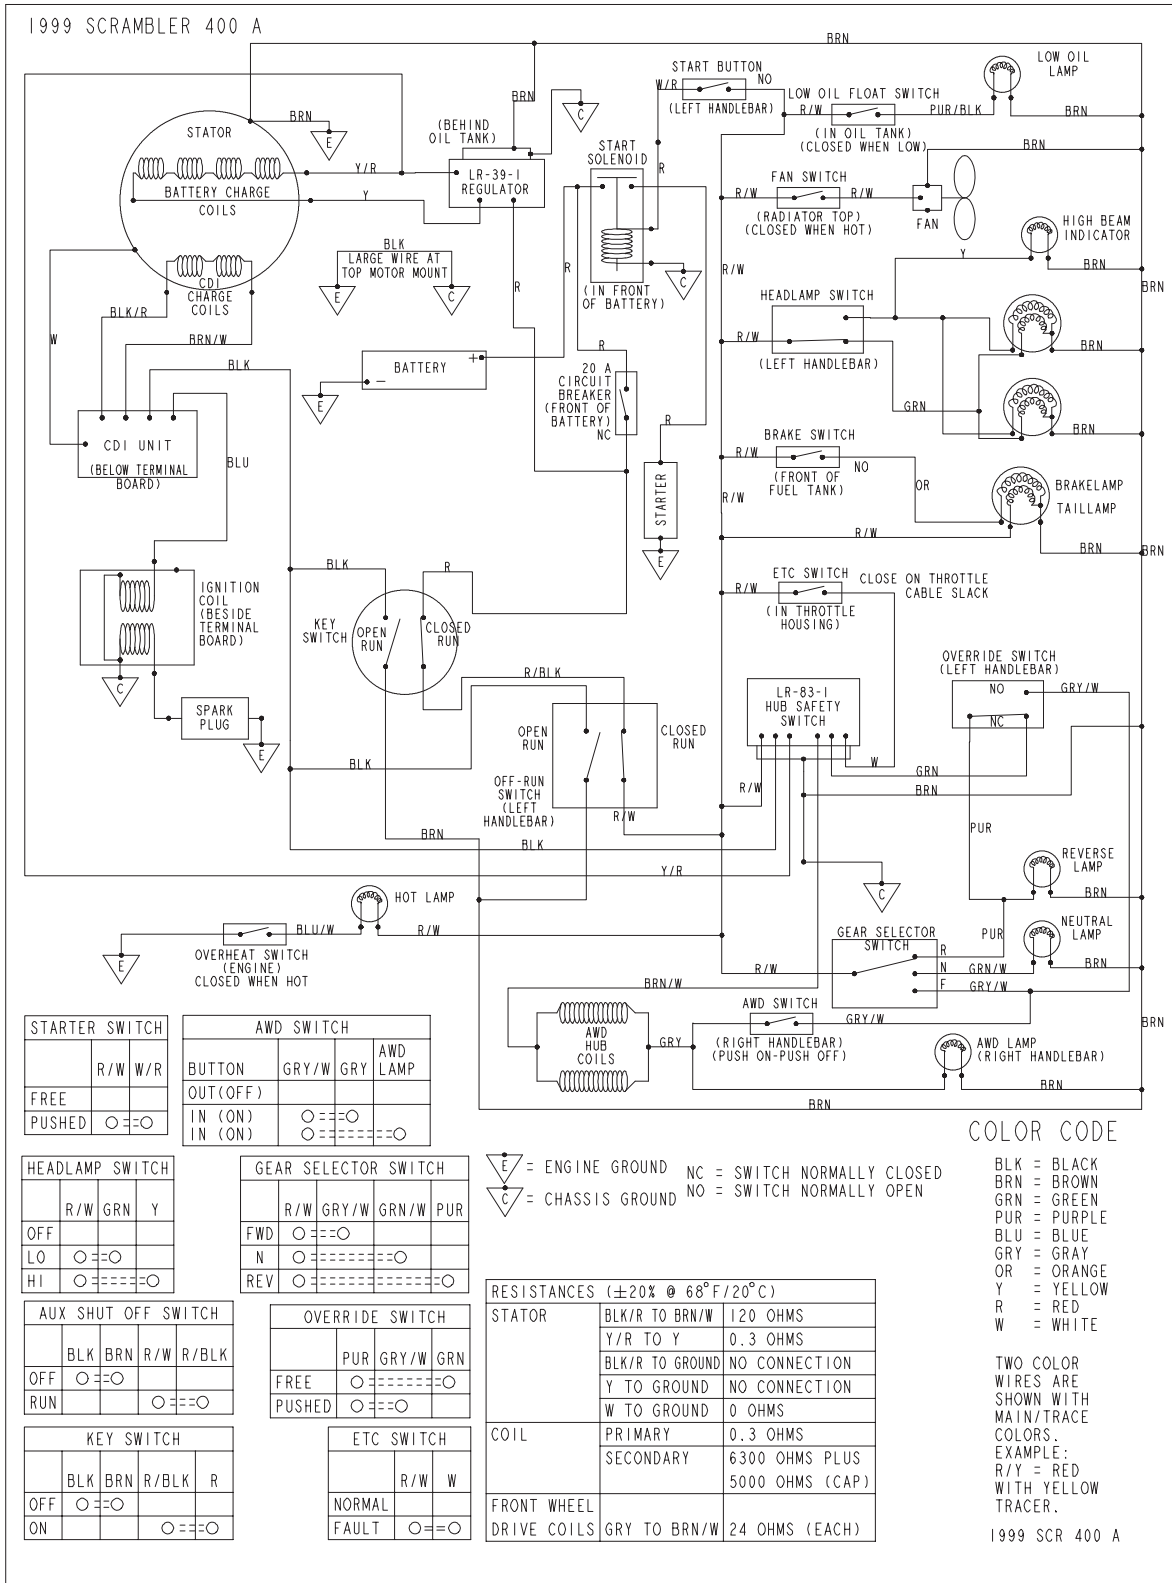 1999 SCRAMBLER 400 A
BRN
START BUTTON
NO
W/R
(LEFT HANDLEBAR)
LOW OIL
LAMP
LOW OIL FLOAT SWITCH
R/W
PUR/BLK
BRN
(IN OIL TANK)
(CLOSED WHEN LOW)
BRN
STATOR
BRN
E
(BEHIND
OIL TANK)
BRN
C
START
SOLENOID
R
R
BRN
Y/R
LR-39-1
REGULATOR
BATTERY CHARGE
COILS
Y
FAN SWITCH
R/W
R/W
(RADIATOR TOP)
(CLOSED WHEN HOT)
FAN
BRN
HIGH BEAM
INDICATOR
BLK
LARGE WIRE AT
TOP MOTOR MOUNT
E
C
CDI
CHARGE
COILS
R
R
C
(IN FRONT
OF BATTERY)
R/W
Y
BRN
BRN
HEADLAMP SWITCH
BLK/R
BRN/W
W
BLK
R/W
(LEFT HANDLEBAR)
BRN
BATTERY
+
-
E
R
20 A
CIRCUIT
BREAKER
(FRONT OF
BATTERY)
NC
R
GRN
BRN
CDI UNIT
(BELOW TERMINAL
BOARD)
BLU
BRAKE SWITCH
R/W
NO
(FRONT OF
FUEL TANK)
OR
BRAKELAMP
TAILLAMP
STARTER
E
R/W
R/W
BRN
BRN
IGNITION
COIL
(BESIDE
TERMINAL
BOARD)
C
BLK
R
KEY
SWITCH
OPEN
RUN
CLOSED
RUN
ETC SWITCH
CLOSE ON THROTTLE
CABLE SLACK
R/W
(IN THROTTLE
HOUSING)
SPARK
PLUG
E
R/BLK
OVERRIDE SWITCH
(LEFT HANDLEBAR)
NO
GRY/W
NC
LR-83-1
HUB SAFETY
SWITCH
OPEN
RUN
CLOSED
RUN
BLK
OFF-RUN
SWITCH
(LEFT
HANDLEBAR)
R/W
W
GRN
R/W
BRN
BRN
BLK
PUR
Y/R
C
REVERSE
LAMP
BRN
HOT LAMP
BLU/W
R/W
OVERHEAT SWITCH
(ENGINE)
CLOSED WHEN HOT
E
GEAR SELECTOR
SWITCH
R
N
F
PUR
NEUTRAL
LAMP
R/W
GRN/W
BRN
GRY/W
BRN/W
AWD
HUB
COILS
GRY
AWD SWITCH
GRY/W
(RIGHT HANDLEBAR)
(PUSH ON-PUSH OFF)
AWD LAMP
(RIGHT HANDLEBAR)
BRN
BRN
BRN
STARTER SWITCH
R/W W/R
FREE
PUSHED
AWD SWITCH
BUTTON GRY/W GRY AWD LAMP
OUT(OFF)
IN (ON)
IN (ON)
COLOR CODE
BLK = BLACK
BRN = BROWN
GRN = GREEN
PUR = PURPLE
BLU = BLUE
GRY = GRAY
OR = ORANGE
Y = YELLOW
R = RED
W = WHITE
E = ENGINE GROUND
C = CHASSIS GROUND
NC = SWITCH NORMALLY CLOSED
NO = SWITCH NORMALLY OPEN
HEADLAMP SWITCH
R/W GRN Y
OFF
LO
HI
GEAR SELECTOR SWITCH
R/W GRY/W GRN/W PUR
FWD
N
REV
AUX SHUT OFF SWITCH
BLK BRN R/W R/BLK
OFF
RUN
OVERRIDE SWITCH
PUR GRY/W GRN
FREE
PUSHED
KEY SWITCH
BLK BRN R/BLK R
OFF
ON
ETC SWITCH
R/W W
NORMAL
FAULT
RESISTANCES (±20% @ 68°F/20°C)
STATOR BLK/R TO BRN/W 120 OHMS
Y/R TO Y 0.3 OHMS
BLK/R TO GROUND NO CONNECTION
Y TO GROUND NO CONNECTION
W TO GROUND 0 OHMS
COIL PRIMARY 0.3 OHMS
SECONDARY 6300 OHMS PLUS
5000 OHMS (CAP)
FRONT WHEEL
DRIVE COILS GRY TO BRN/W 24 OHMS (EACH)
TWO COLOR
WIRES ARE
SHOWN WITH
MAIN/TRACE
COLORS.
EXAMPLE:
R/Y = RED
WITH YELLOW
TRACER.
1999 SCR 400 A